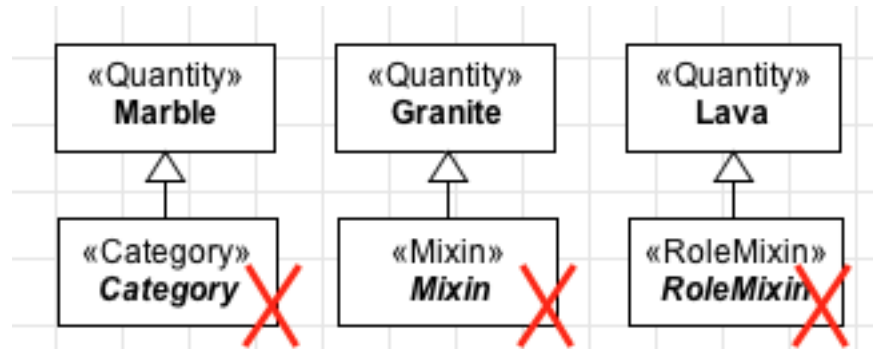 «Quantity»
Marble
«Quantity»
Granite
«Quantity»
Lava
«Category»
Category
«Mixin»
Mixin
«RoleMixin»
RoleMixin